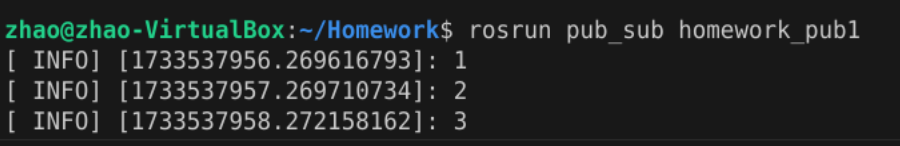 zhao@zhao-VirtualBox:~/Homework$ rosrun pub_sub homework_pub1
[ INFO] [1733537956.269616793]: 1
[ INFO] [1733537957.269710734]: 2
[ INFO] [1733537958.272158162]: 3